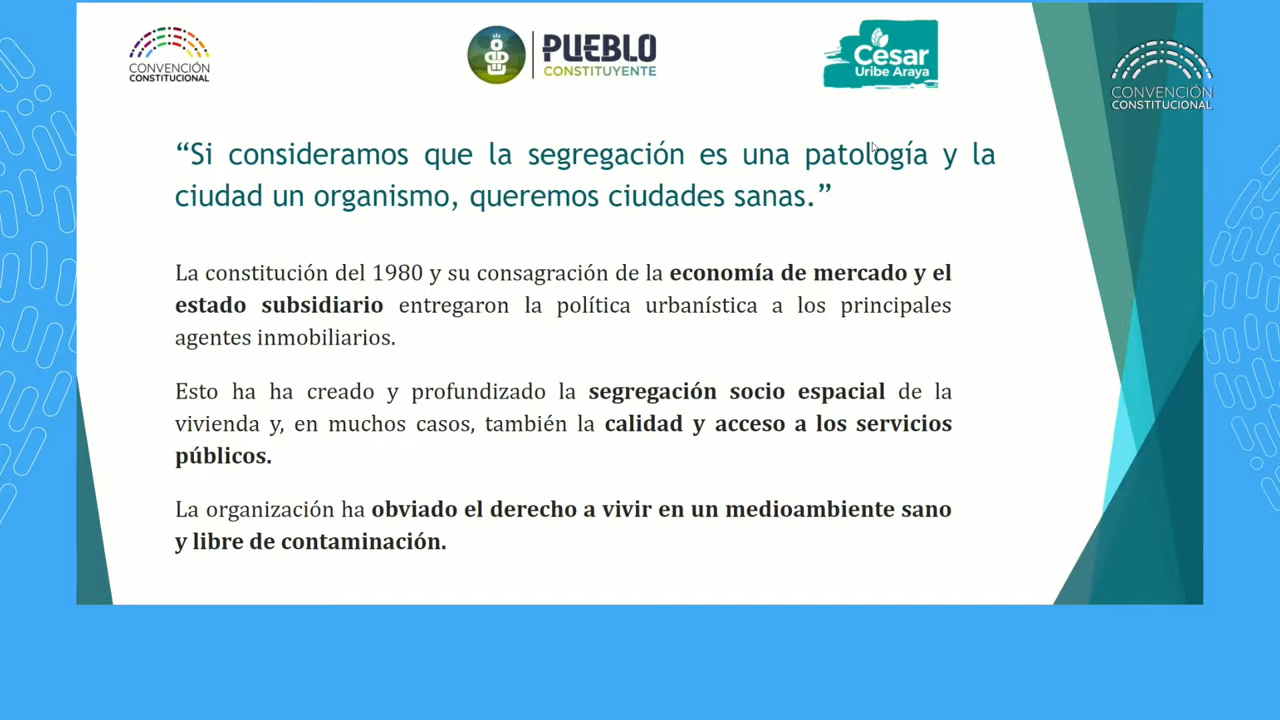 CONVENCIÓN
CONSTITUCIONAL
PUEBLO
CONSTITUYENTE
César
Uribe Araya
CONVENCIÓN
CONSTITUCIONAL
“Si consideramos que la segregación es una patología y la
ciudad un organismo, queremos ciudades sanas.”
La constitución del 1980 y su consagración de la economía de mercado y el
estado subsidiario entregaron la política urbanística a los principales
agentes inmobiliarios.
Esto ha ha creado y profundizado la segregación socio espacial de la
vivienda y, en muchos casos, también la calidad y acceso a los servicios
públicos.
La organización ha obviado el derecho a vivir en un medioambiente sano
y libre de contaminación.